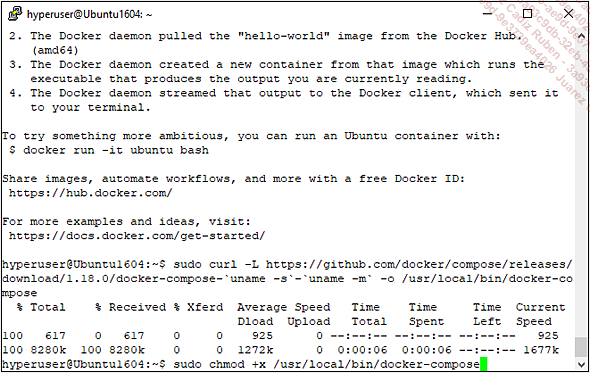 hyperuser@Ubuntu1604: ~
2. The Docker daemon pulled the "hello-world" image from the Docker Hub.
(amd64)
3. The Docker daemon created a new container from that image which runs the
executable that produces the output you are currently reading.
4. The Docker daemon streamed that output to the Docker client, which sent it
to your terminal.
To try something more ambitious, you can run an Ubuntu container with:
$ docker run -it ubuntu bash
Share images, automate workflows, and more with a free Docker ID:
https://hub.docker.com/
For more examples and ideas, visit:
https://docs.docker.com/get-started/
hyperuser@Ubuntu1604:~$ sudo curl -L https://github.com/docker/compose/releases/
download/1.18.0/docker-compose-`uname -s`-`uname -m` -o /usr/local/bin/docker-co
mpose
% Total % Received % Xferd Average Speed Time Time Time Current
Dload Upload Total Spent Left Speed
100 617 0 617 0 0 925 0 --:--:-- --:--:-- --:--:-- 925
100 8280k 100 8280k 0 0 1272k 0 0:00:06 0:00:06 --:--:-- 1677k
hyperuser@Ubuntu1604:~$ sudo chmod +x /usr/local/bin/docker-compose